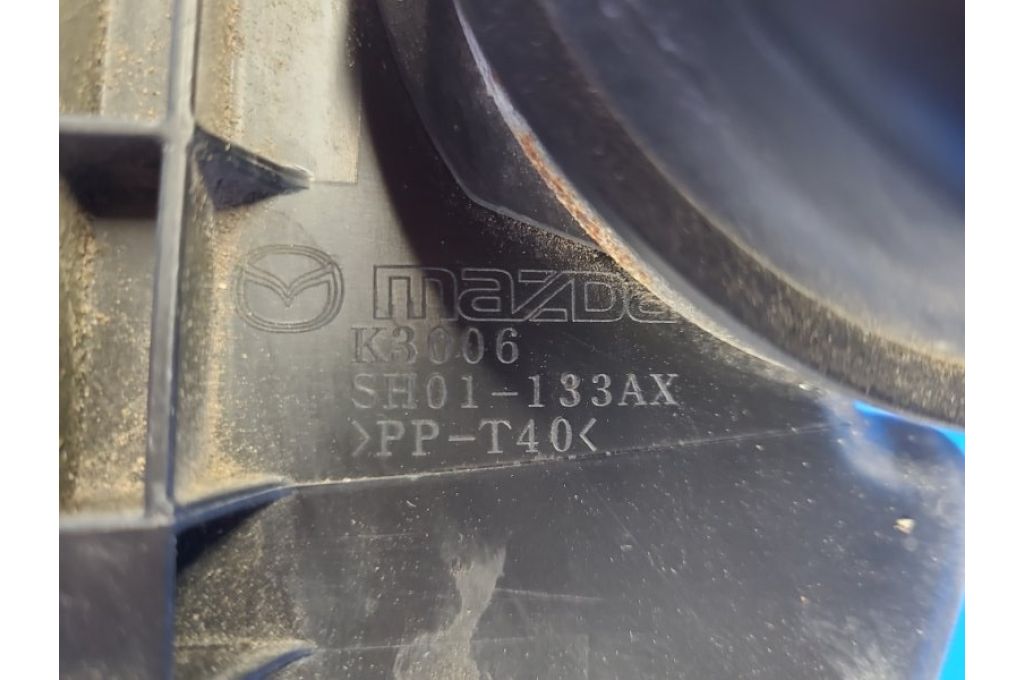 mazda
K3006
SH01-133AX
>PP-T40<